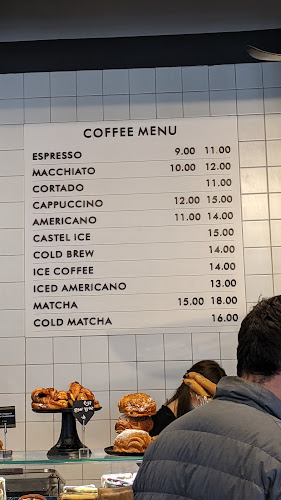 COFFEE MENU
ESPRESSO 9.00 11.00
MACCHIATO 10.00 12.00
CORTADO 11.00
CAPPUCCINO 12.00 15.00
AMERICANO 11.00 14.00
CASTEL ICE 15.00
COLD BREW 14.00
ICE COFFEE 14.00
ICED AMERICANO 13.00
MATCHA 15.00 18.00
COLD MATCHA 16.00